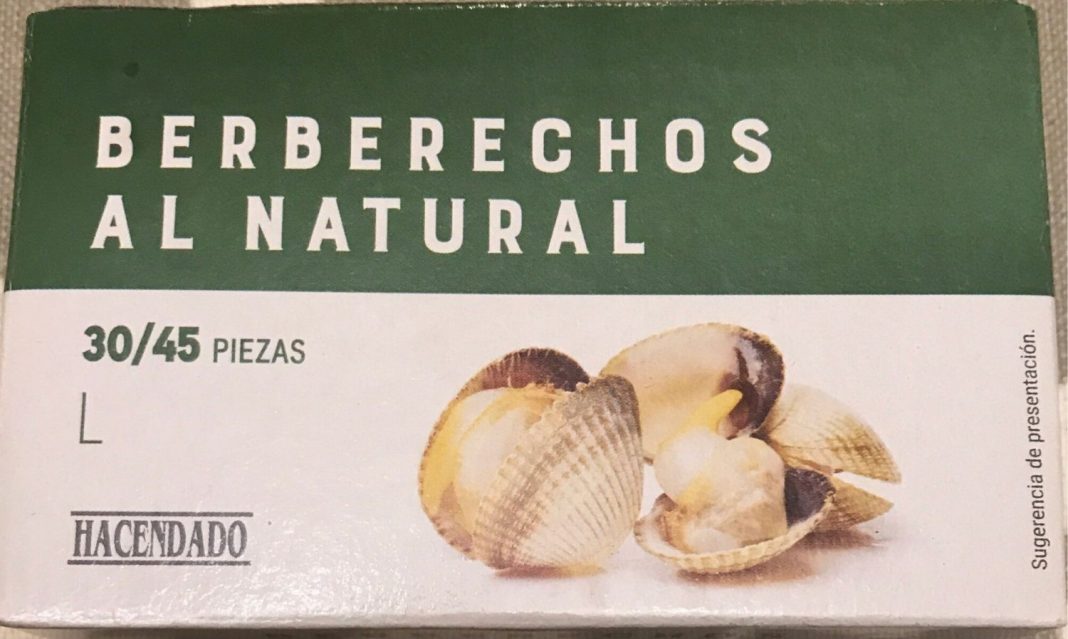 BERBERECHOS
AL NATURAL
30/45 PIEZAS
L
HACENDADO
Sugerencia de presentación.